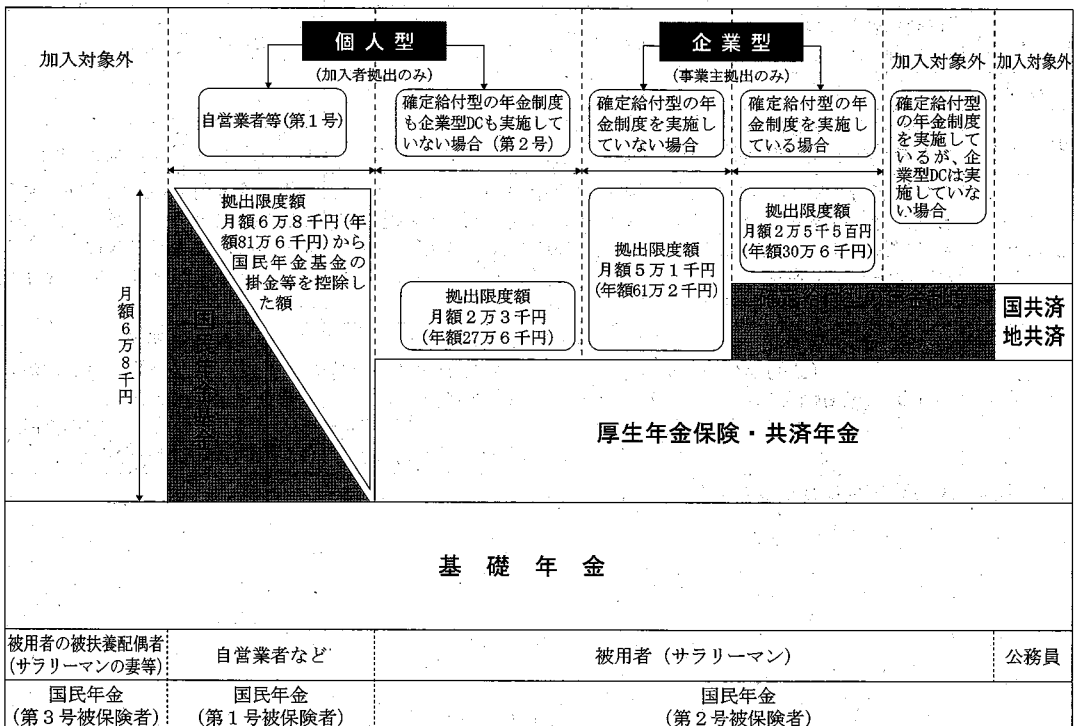 加入対象外
個人型
(加入者拠出のみ)
企業型
(事業主拠出のみ)
加入対象外
加入対象外
自営業者等(第1号)
確定給付型の年金制度
も企業型DCも実施して
いない場合(第2号)
確定給付型の年
金制度を実施し
ていない場合
確定給付型の年
金制度を実施し
ている場合
確定給付型
の年金制度
を実施して
いるが、企
業型DCは実
施していな
い場合
拠出限度額
月額6万8千円(年
額81万6千円)から
国民年金基金の
掛金等を控除し
た額
月額6万8千円
国民年金基金
拠出限度額
月額2万3千円
(年額27万6千円)
拠出限度額
月額5万1千円
(年額61万2千円)
拠出限度額
月額2万5千5百円
(年額30万6千円)
国共済
地共済
厚生年金保険・共済年金
基礎年金
被用者の被扶養配偶者
(サラリーマンの妻等)
自営業者など
被用者(サラリーマン)
公務員
国民年金
(第3号被保険者)
国民年金
(第1号被保険者)
国民年金
(第2号被保険者)